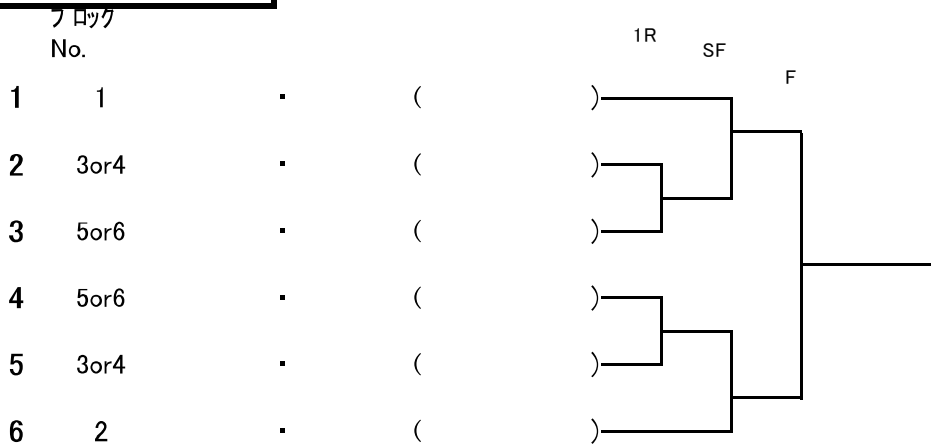 ブロック
No.
1R
SF
F
1 1 ・ ( )
2 3or4 ・ ( )
3 5or6 ・ ( )
4 5or6 ・ ( )
5 3or4 ・ ( )
6 2 ・ ( )